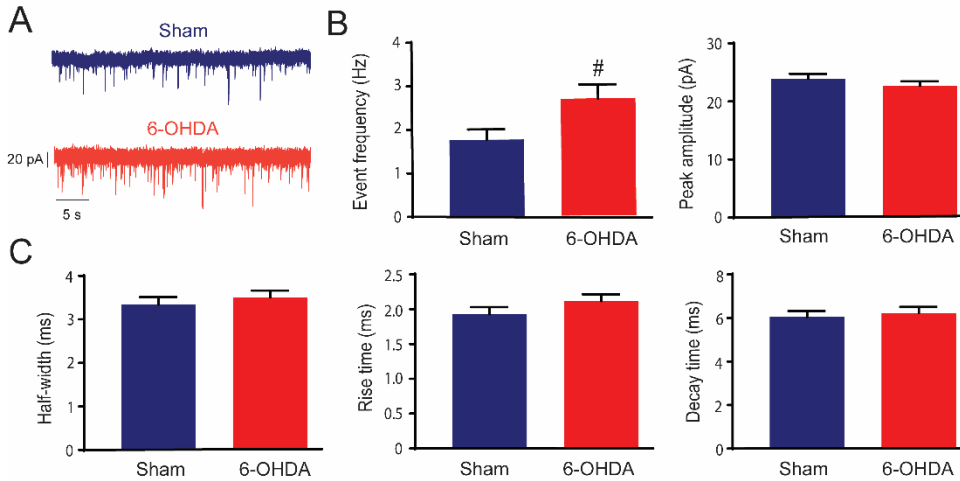 A
Sham
6-OHDA
20 pA
5 s
B
Event frequency (Hz)
4
3
2
1
0
#
Sham
6-OHDA
Peak amplitude (pA)
30
20
10
0
Sham
6-OHDA
C
Half-width (ms)
4
3
2
1
0
Sham
6-OHDA
Rise time (ms)
2.5
2.0
1.5
1.0
0.5
0
Sham
6-OHDA
Decay time (ms)
8
6
4
2
0
Sham
6-OHDA